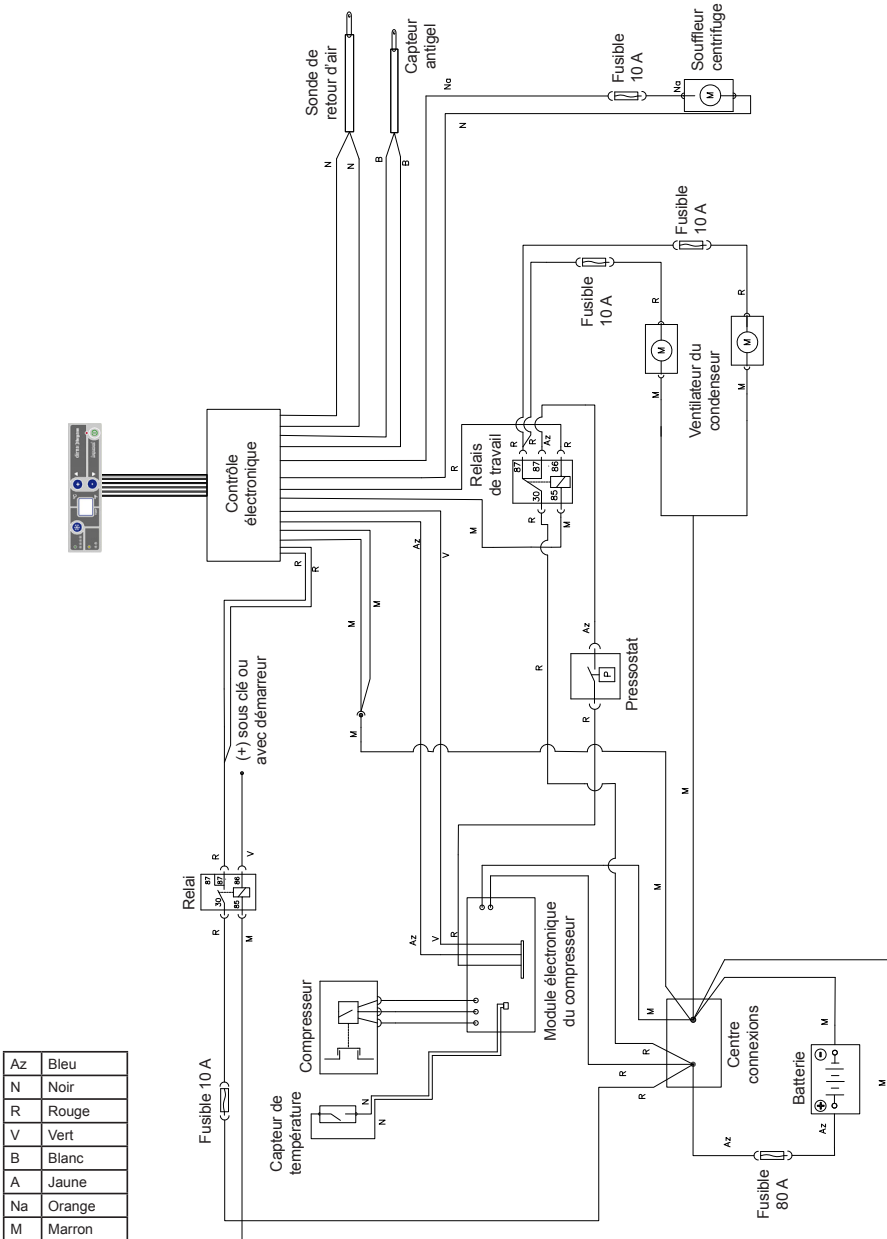 Sonde de
retour d'air
Capteur
antigel
N
N
B
B
Na
N
Fusible
10 A
Na
M
Souffleur
centrifuge
Contrôle
électronique
R
R
(+) sous clé ou
avec démarreur
M
M
M
Az
V
M
R
Relais
de travail
87
87
86
30
85
R
R
Az
R
R
M
Fusible
10 A
Fusible
10 A
R
R
M
M
M
M
Ventilateur du
condenseur
R
Az
P
R
Pressostat
Relai
87
87
86
30
85
R
V
R
M
Az
V
R
Compresseur
Module électronique
du compresseur
Fusible 10 A
Capteur de
température
N
N
M
M
M
R
R
R
Centre
connexions
Az
M
Batterie
Az
Fusible
80 A
M
Az Bleu
N Noir
R Rouge
V Vert
B Blanc
A Jaune
Na Orange
M Marron